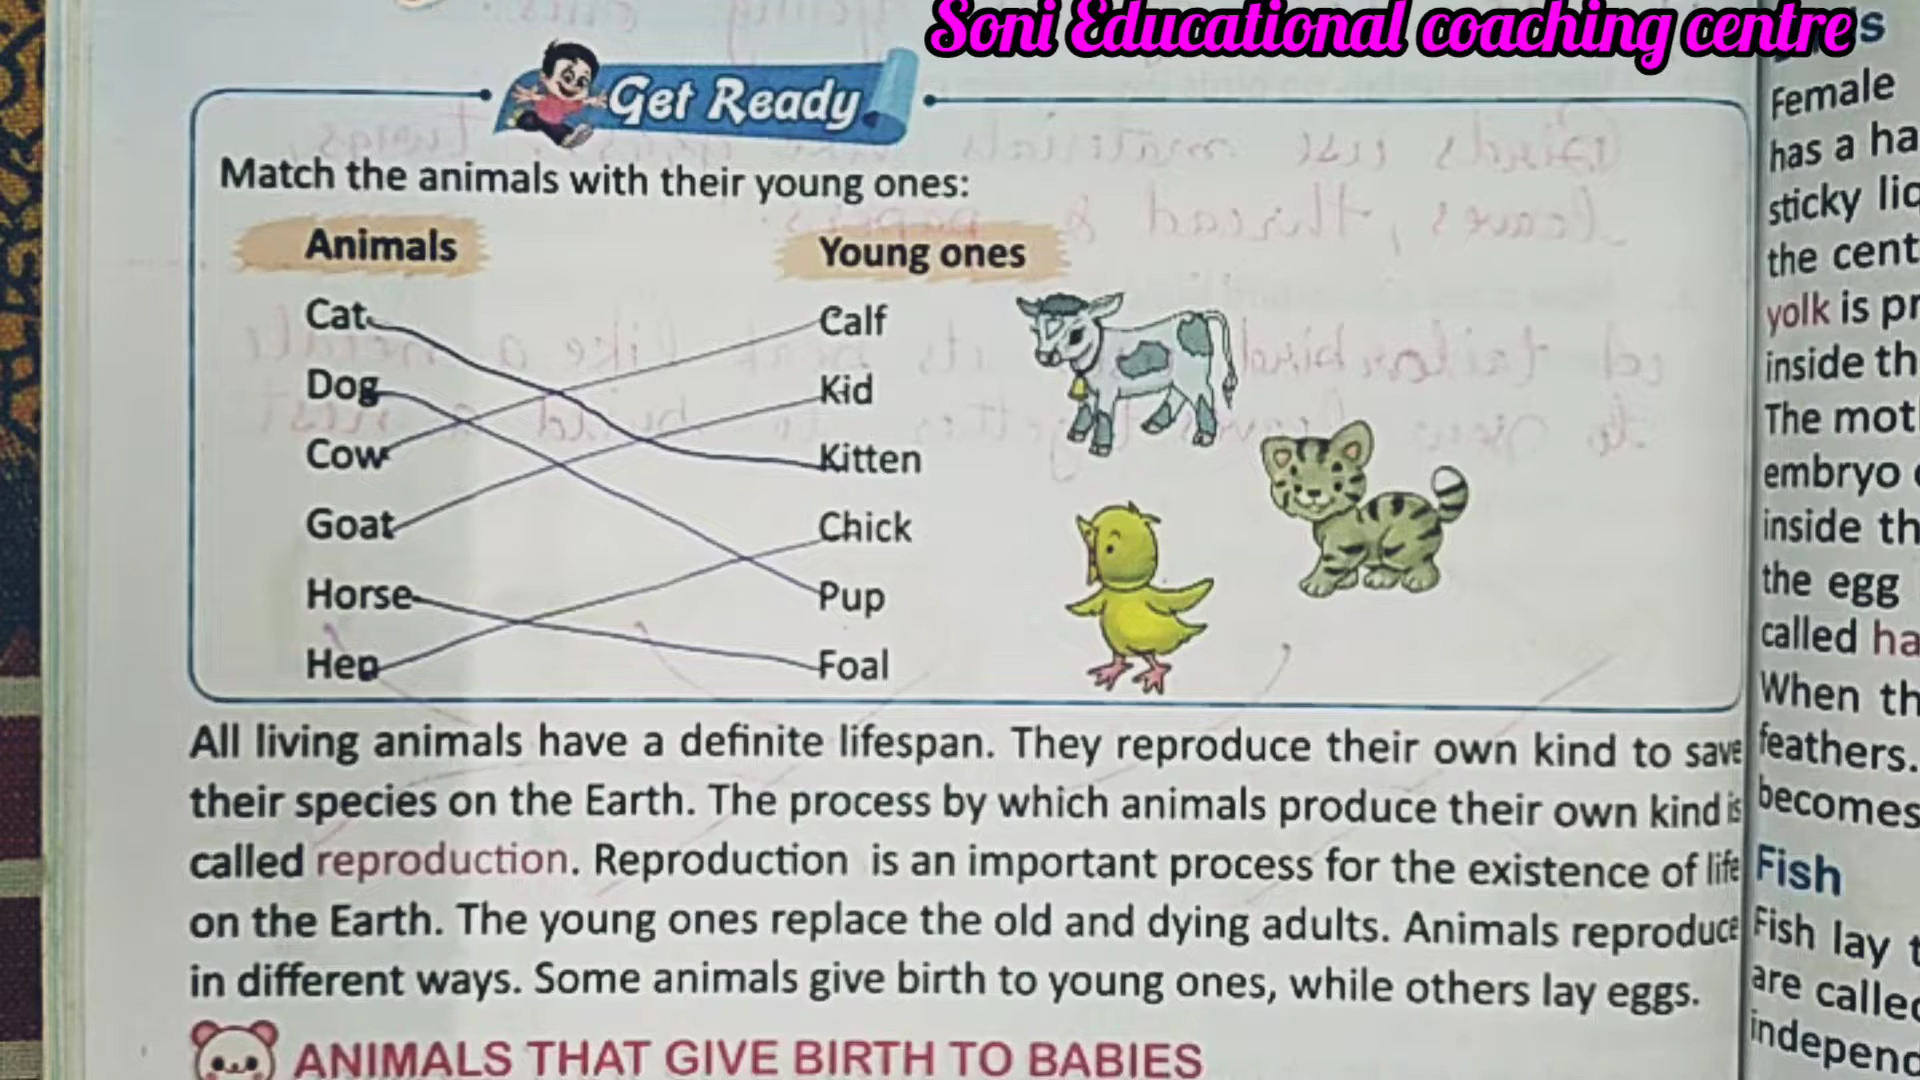 Soni Educational coaching centre
Get Ready
Match the animals with their young ones:
Animals Young ones
Cat Calf
Dog Kid
Cow Kitten
Goat Chick
Horse Pup
Hen Foal
All living animals have a definite lifespan. They reproduce their own kind to save
their species on the Earth. The process by which animals produce their own kind is
called reproduction. Reproduction is an important process for the existence of life
on the Earth. The young ones replace the old and dying adults. Animals reproduce
in different ways. Some animals give birth to young ones, while others lay eggs.
ANIMALS THAT GIVE BIRTH TO BABIES
Female
has a
sticky
the
yolk is
inside
The
embryo
inside
the egg
called
When
feathers.
becomes
Fish
Fish lay
are